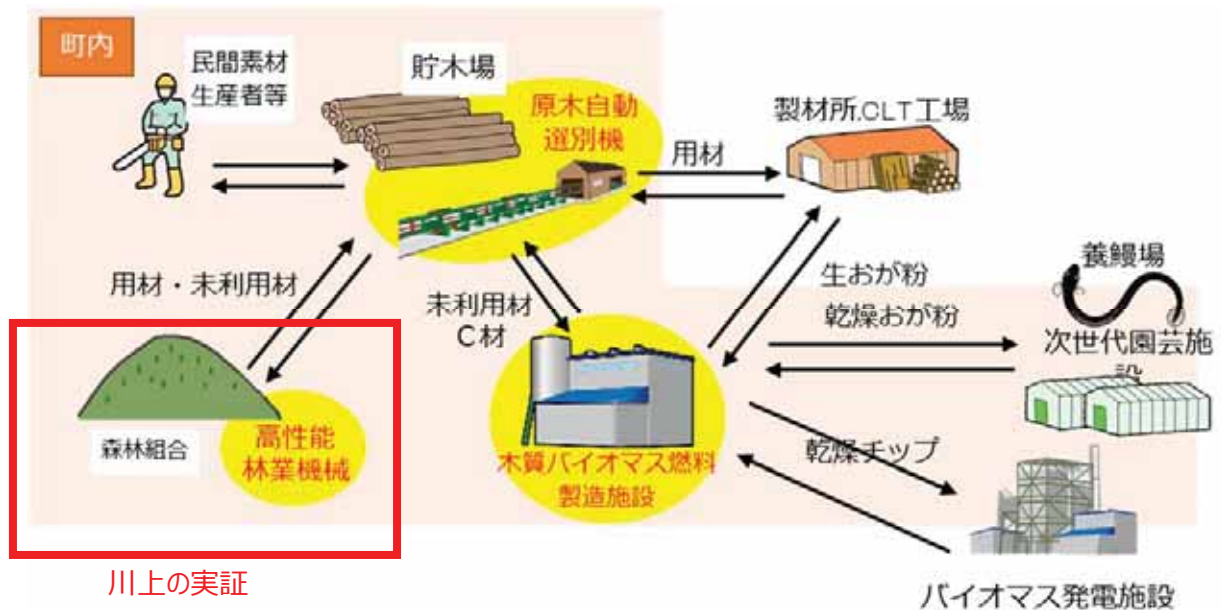 町内
民間素材
生産者等
貯木場
原木自動
選別機
用材
製材所.CLT工場
用材・未利用材
未利用材
C材
生おが粉
乾燥おが粉
養鰻場
次世代園芸施
設
森林組合
高性能
林業機械
木質バイオマス燃料
製造施設
乾燥チップ
バイオマス発電施設
川上の実証